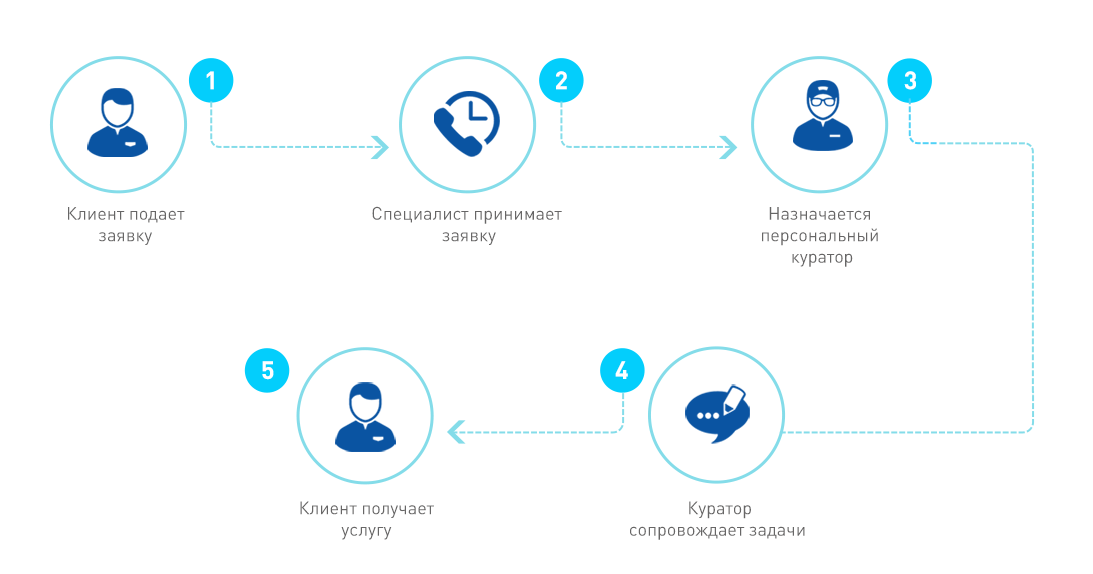 1
Клиент подает
заявку
2
Специалист принимает
заявку
3
Назначается
персональный
куратор
4
Куратор
сопровождает задачи
5
Клиент получает
услугу